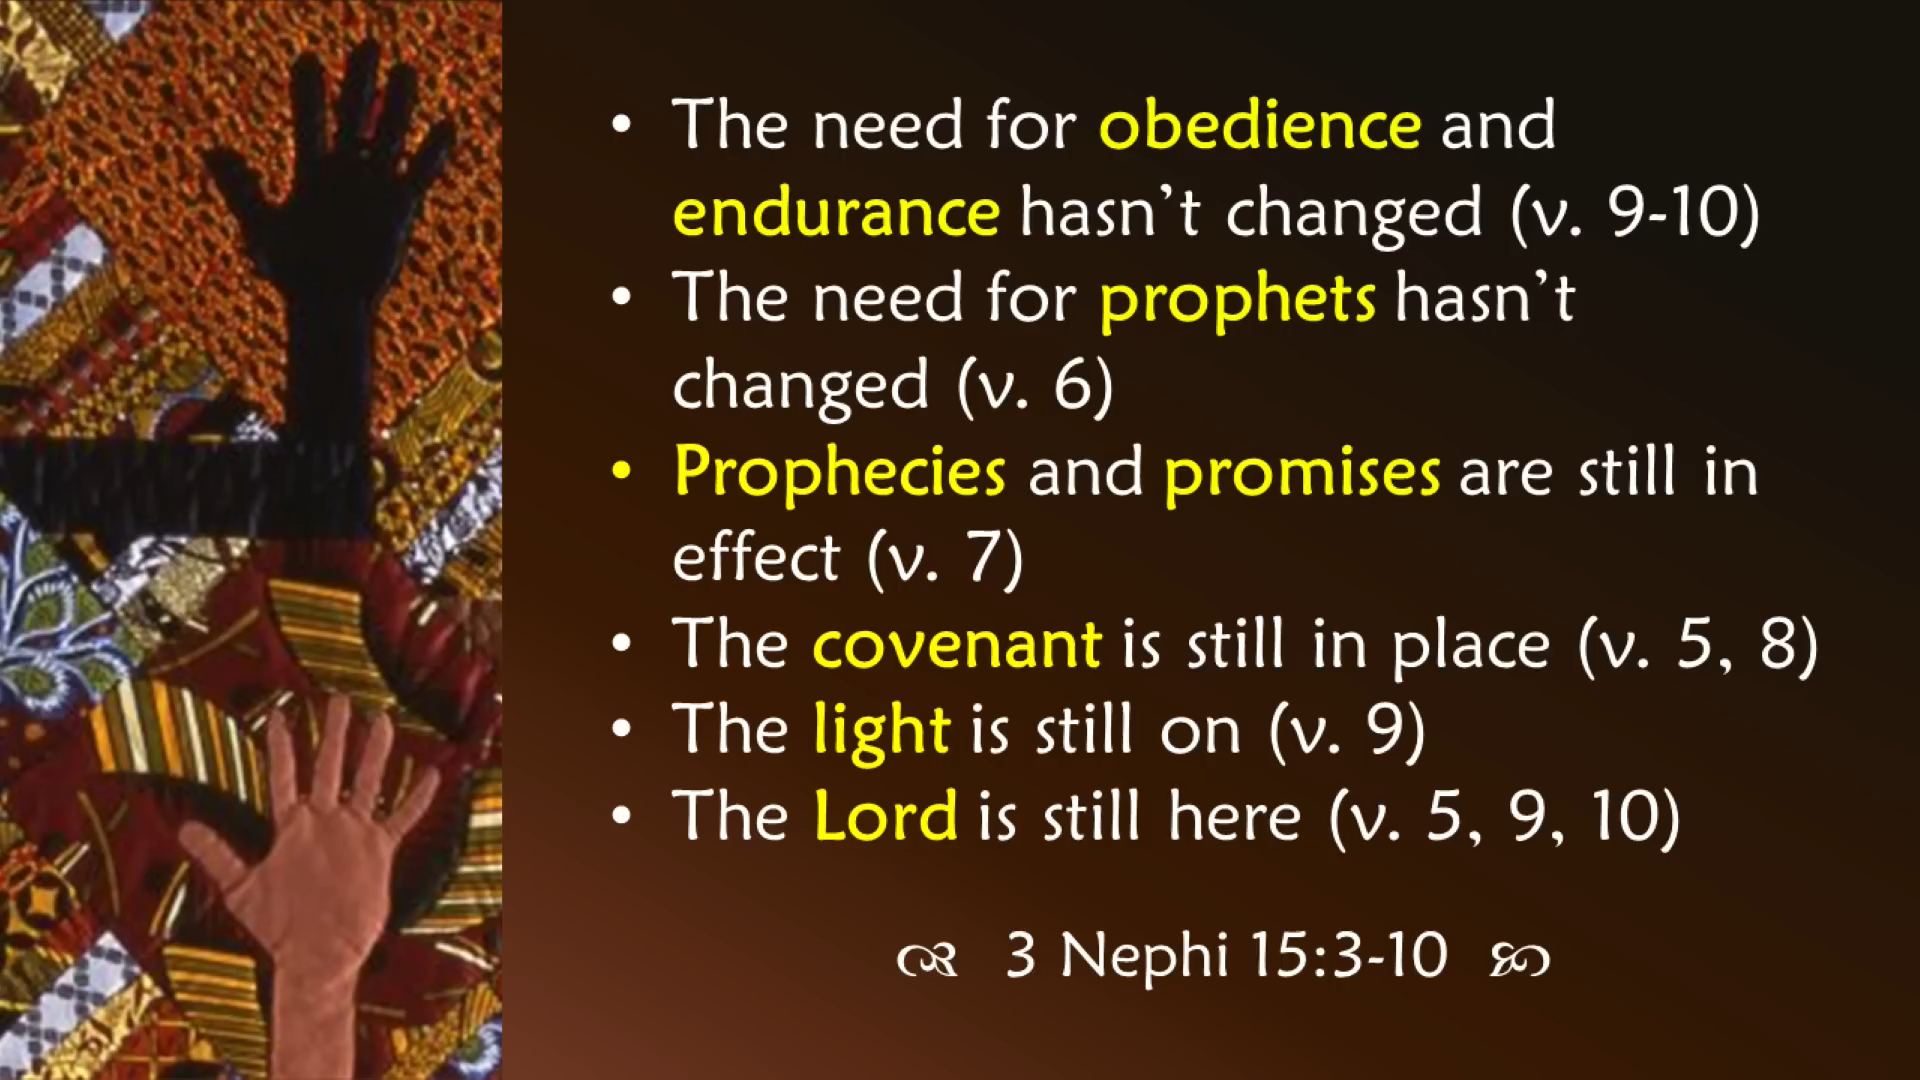 • The need for obedience and
endurance hasn’t changed (v. 9-10)
• The need for prophets hasn’t
changed (v. 6)
• Prophecies and promises are still in
effect (v. 7)
• The covenant is still in place (v. 5, 8)
• The light is still on (v. 9)
• The Lord is still here (v. 5, 9, 10)
3 Nephi 15:3-10